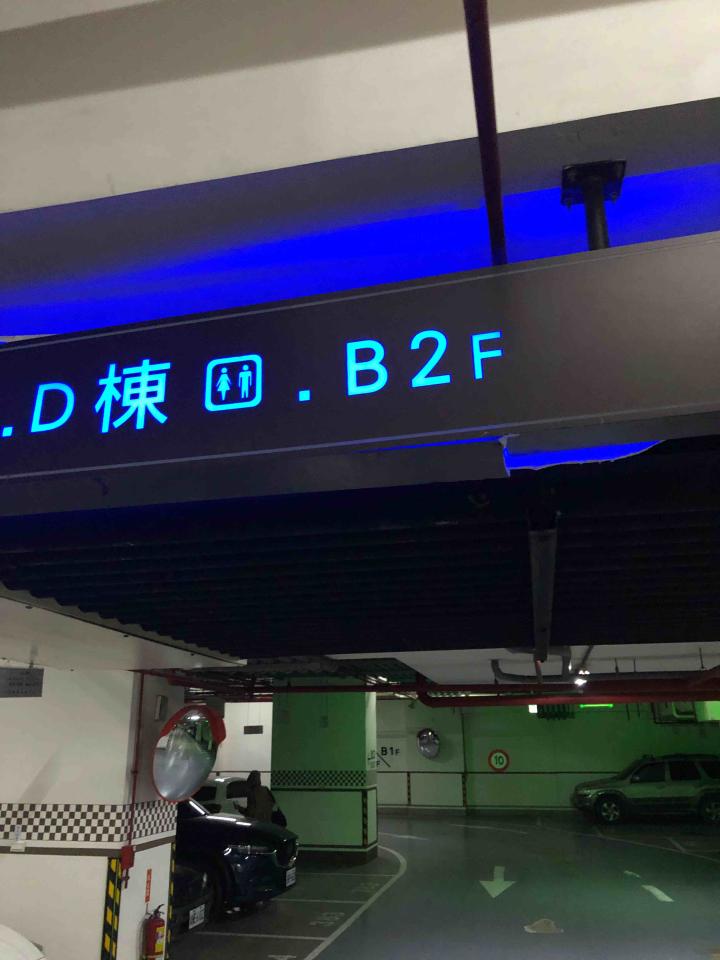 .D棟 . B2F
B1F
10